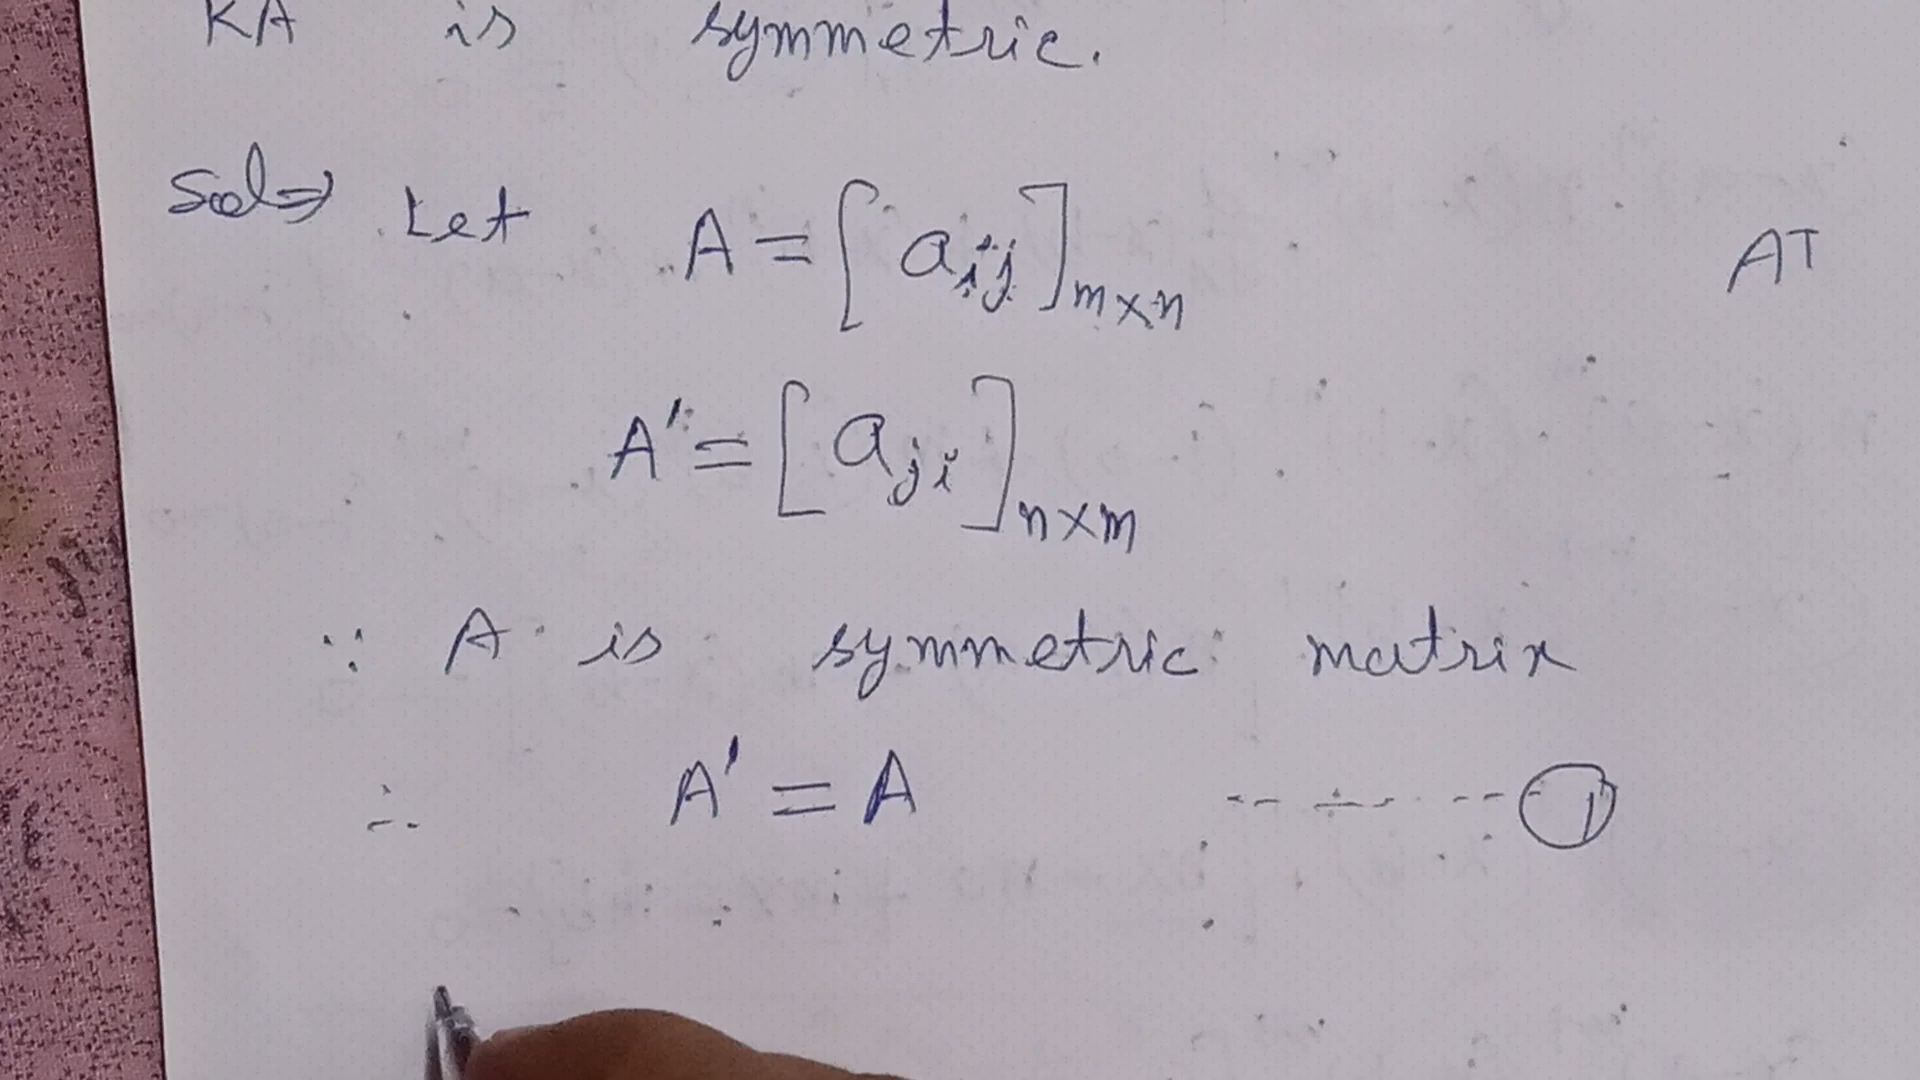 KA is symmetric.
Sol⇒ Let A = [aij]m×n AT
A' = [aji]n×m
∵ A is symmetric matrix
∴ A' = A ------- ①